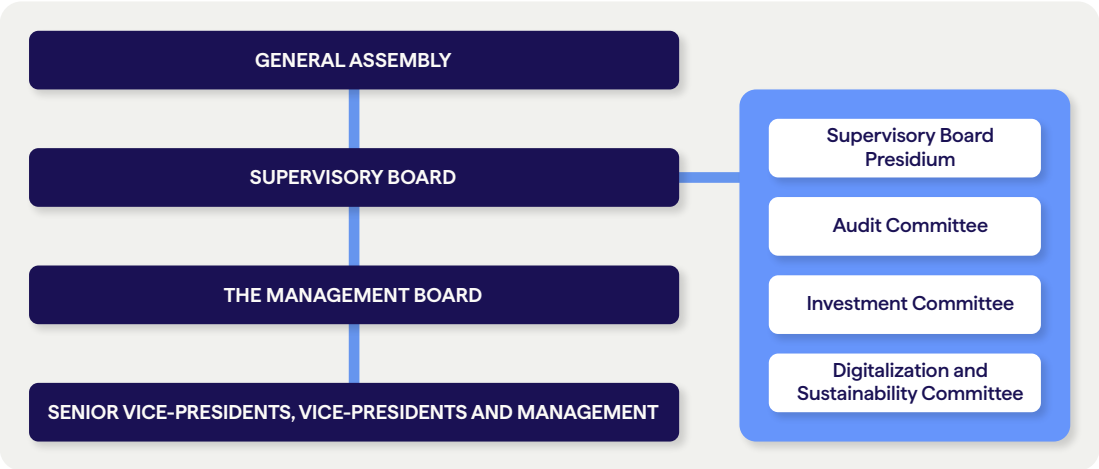 GENERAL ASSEMBLY
SUPERVISORY BOARD
THE MANAGEMENT BOARD
SENIOR VICE-PRESIDENTS, VICE-PRESIDENTS AND MANAGEMENT
Supervisory Board
Presidium
Audit Committee
Investment Committee
Digitalization and
Sustainability Committee